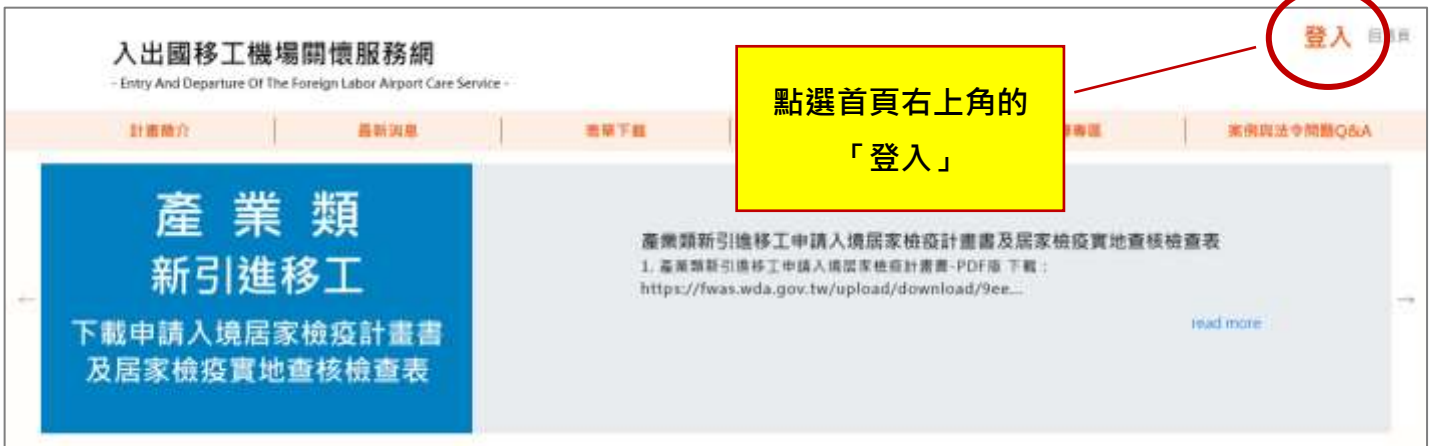 登入 回首頁
入出國移工機場關懷服務網
- Entry And Departure Of The Foreign Labor Airport Care Service -
點選首頁右上角的
「登入」
計畫簡介 最新消息 表單下載 專區 案例與法令問題Q&A
產 業 類
新引進移工
下載申請入境居家檢疫計畫書
及居家檢疫實地查核檢查表
產業類新引進移工申請入境居家檢疫計畫書及居家檢疫實地查核檢查表
1. 產業類新引進移工申請入境居家檢疫計畫書-PDF版 下載：
https://fwas.wda.gov.tw/upload/download/9ee...
read more
← →